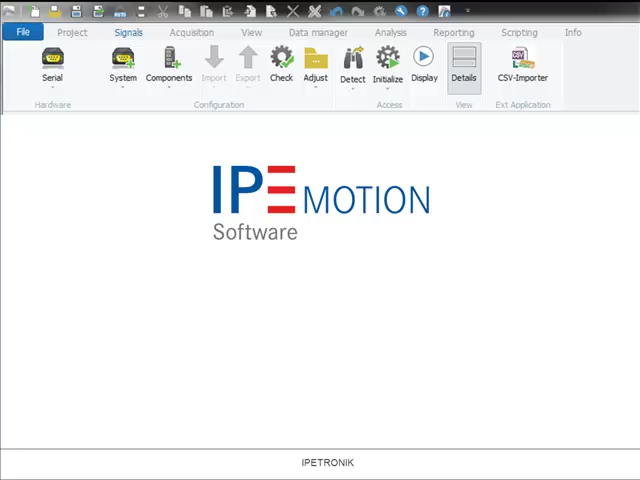 File Project Signals Acquisition View Data manager Analysis Reporting Scripting Info
Serial System Components Import Export Check Adjust Detect Initialize Display Details CSV-Importer
Hardware Configuration Access View Ext Application
IPEMOTION
Software
IPETRONIK